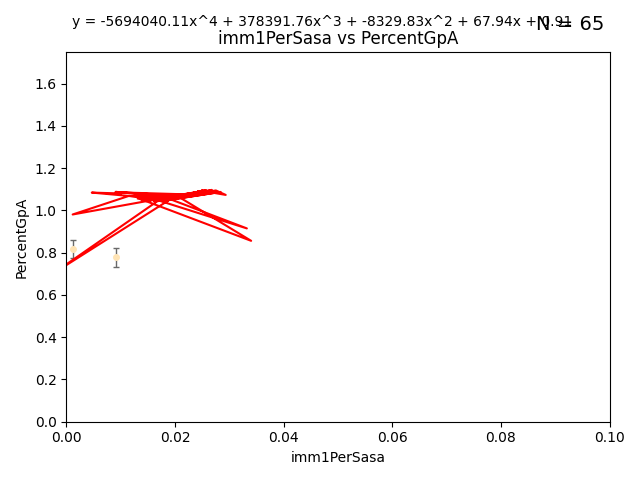 y = -5694040.11x^4 + 378391.76x^3 + -8329.83x^2 + 67.94x + 0.91
N = 65
imm1PerSasa vs PercentGpA
PercentGpA
1.6
1.4
1.2
1.0
0.8
0.6
0.4
0.2
0.0
0.00 0.02 0.04 0.06 0.08 0.10
imm1PerSasa